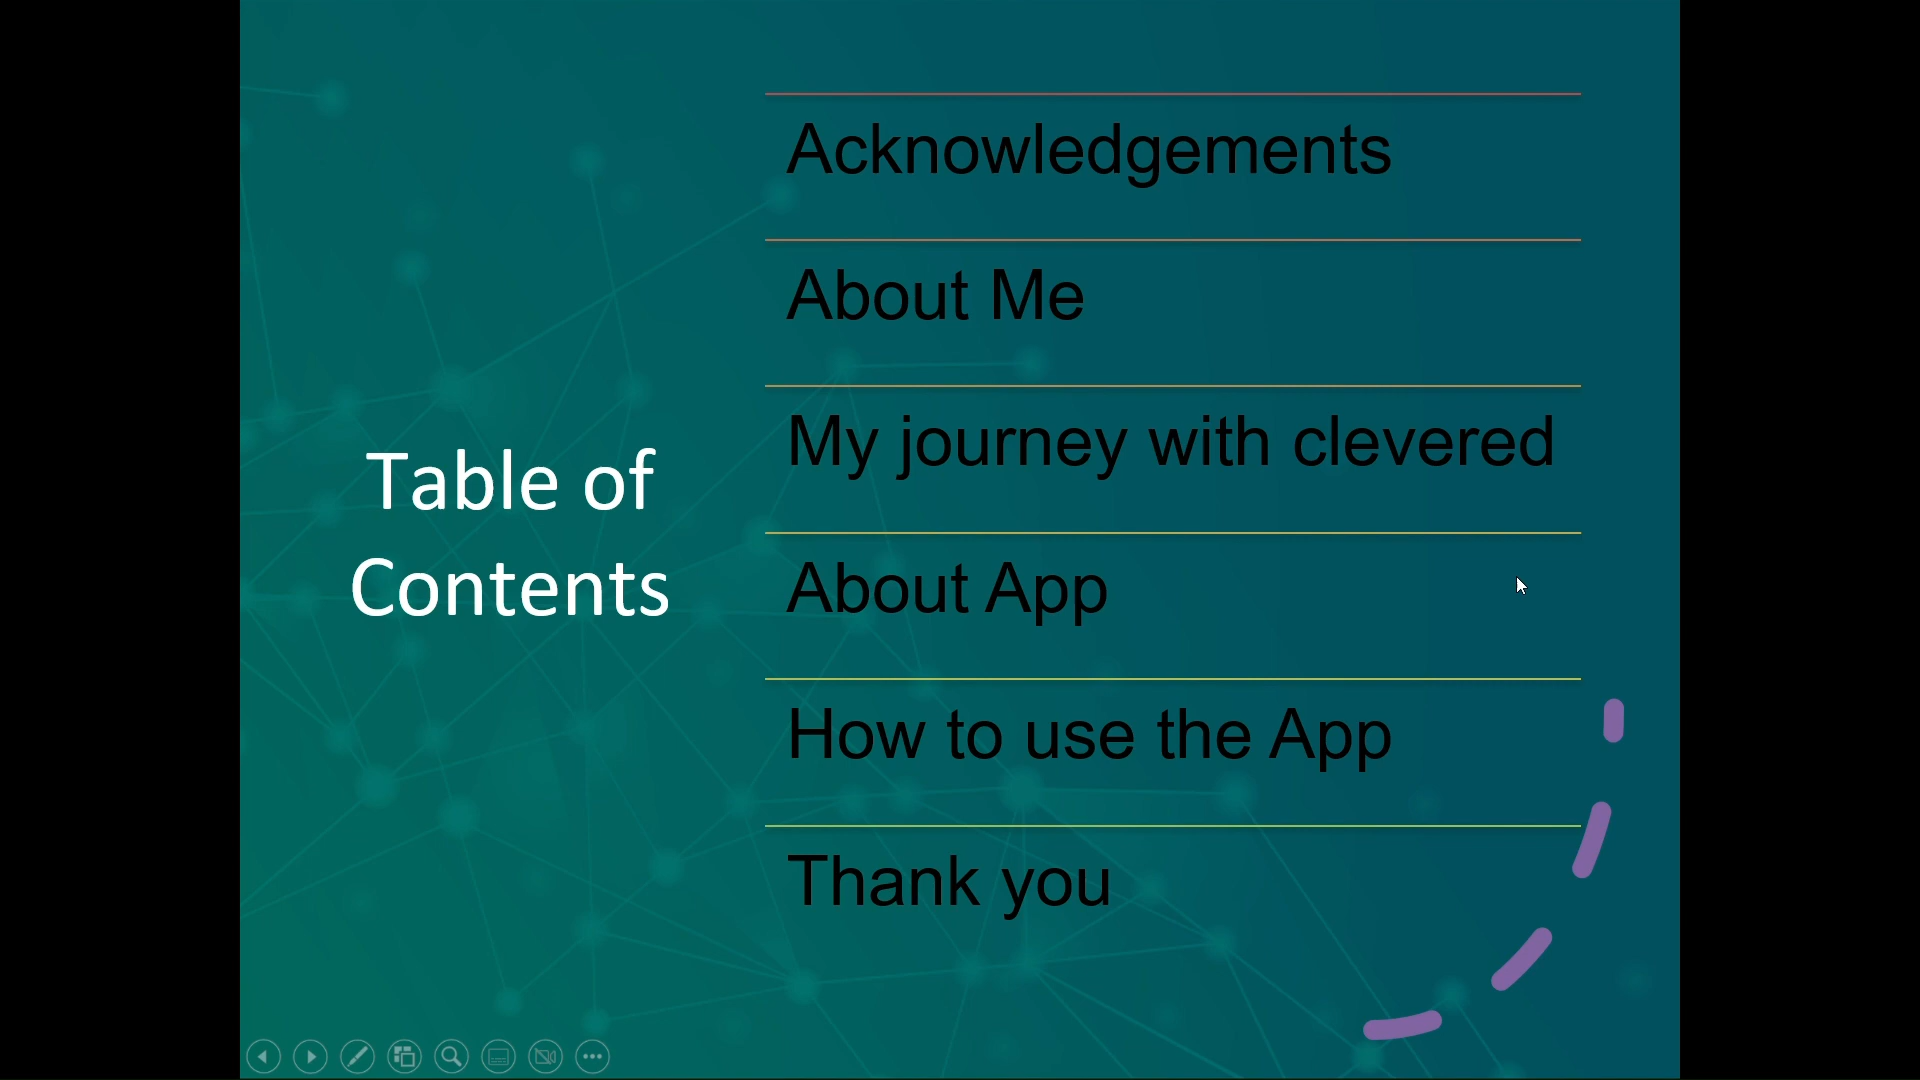 Table of
Contents
Acknowledgements
About Me
My journey with clevered
About App
How to use the App
Thank you